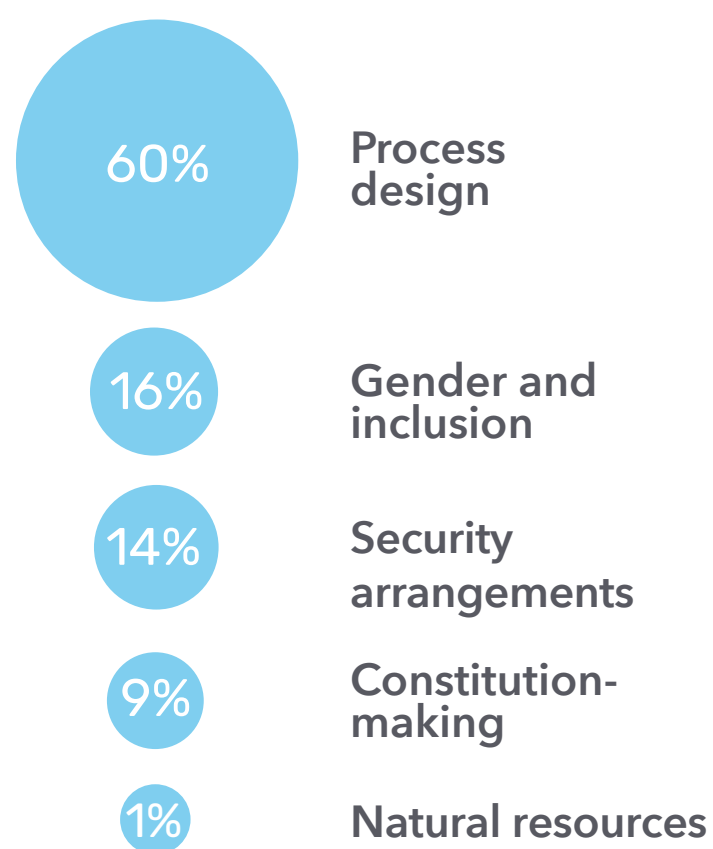 60%
Process
design
16%
Gender and
inclusion
14%
Security
arrangements
9%
Constitution-
making
1%
Natural resources